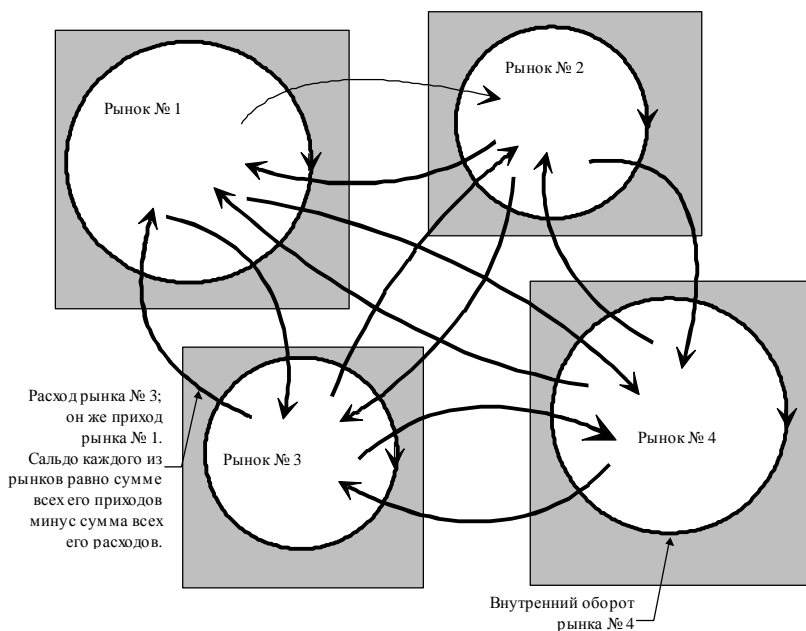 Рынок № 1
Рынок № 2
Расход рынка № 3;
он же приход
рынка № 1.
Сальдо каждого из
рынков равно сумме
всех его приходов
минус сумма всех
его расходов.
Рынок № 3
Рынок № 4
Внутренний оборот
рынка № 4